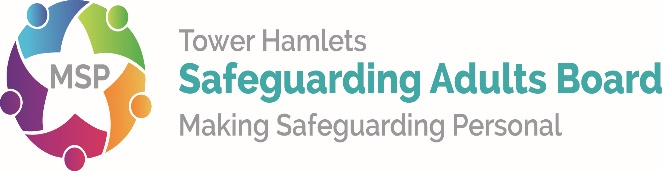 MSP
Tower Hamlets
Safeguarding Adults Board
Making Safeguarding Personal